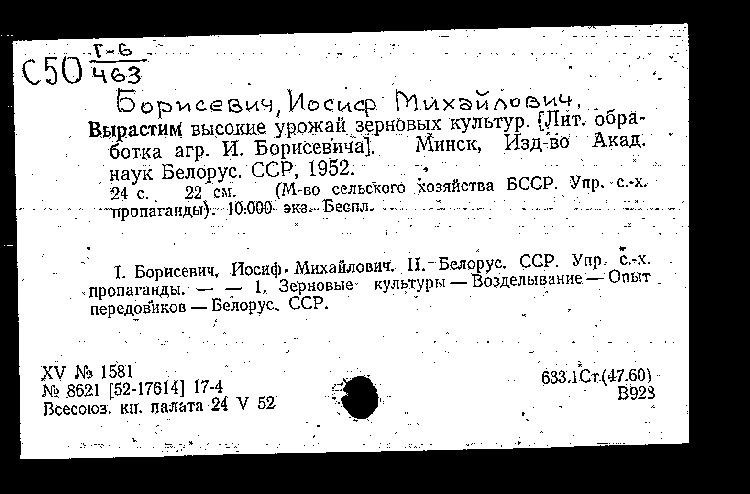 С50 Г-6
463
Борисевич, Иосиф Михайлович.
Вырастим высокие урожай зерновых культур. [Лит. обра-
ботка агр. И. Борисевича]. Минск, Изд-во Акад.
наук Белорус. ССР, 1952.
24 с. 22 см. (М-во сельского хозяйства БССР. Упр. с.-х.
пропаганды). 10.000 экз. Беспл.
I. Борисевич, Иосиф Михайлович. II. Белорус. ССР. Упр. с.-х.
пропаганды. — — 1. Зерновые культуры — Возделывание — Опыт
передовиков — Белорус. ССР.
XV № 1581
№ 8621 [52-17614] 17-4
Всесоюз. кн. палата 24 V 52
633.1Ст.(47.60)
В923